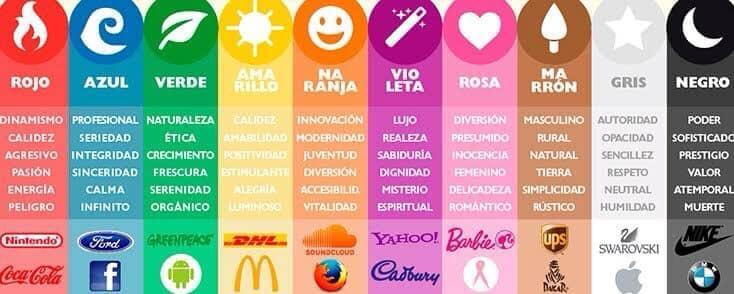 ROJO
DINAMISMO
CALIDEZ
AGRESIVO
PASIÓN
ENERGÍA
PELIGRO
Nintendo
Coca-Cola
AZUL
PROFESIONAL
SERIEDAD
INTEGRIDAD
SINCERIDAD
CALMA
INFINITO
Ford
f
VERDE
NATURALEZA
ÉTICA
CRECIMIENTO
FRESCURA
SERENIDAD
ORGÁNICO
GREENPEACE
AMA
RILLO
CALIDEZ
AMABILIDAD
POSITIVIDAD
ESTIMULANTE
ALEGRÍA
LUMINOSO
DHL
NA
RANJA
INNOVACIÓN
MODERNIDAD
JUVENTUD
DIVERSIÓN
ACCESIBILID.
VITALIDAD
SOUNDCLOUD
VIO
LETA
LUJO
REALEZA
SABIDURÍA
DIGNIDAD
MISTERIO
ESPIRITUAL
YAHOO!
Cadbury
ROSA
DIVERSIÓN
PRESUMIDO
INOCENCIA
FEMENINO
DELICADEZA
ROMÁNTICO
Barbie
MA
RRÓN
MASCULINO
RURAL
NATURAL
TIERRA
SIMPLICIDAD
RÚSTICO
ups
DAKAR
GRIS
AUTORIDAD
OPACIDAD
SENCILLEZ
RESPETO
NEUTRAL
HUMILDAD
SWAROVSKI
NEGRO
PODER
SOFISTICADO
PRESTIGIO
VALOR
ATEMPORAL
MUERTE
NIKE
BMW